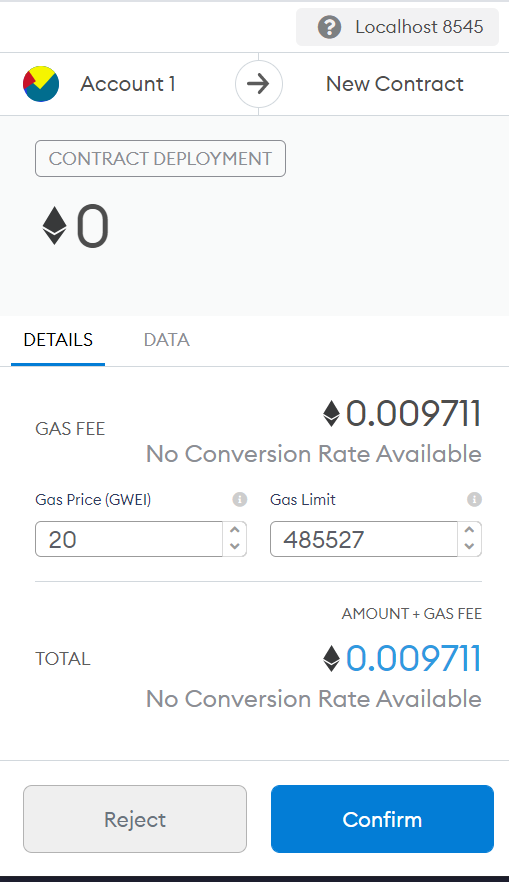 Localhost 8545
Account 1
New Contract
CONTRACT DEPLOYMENT
0
DETAILS DATA
GAS FEE
0.009711
No Conversion Rate Available
Gas Price (GWEI) Gas Limit
20 485527
AMOUNT + GAS FEE
TOTAL
0.009711
No Conversion Rate Available
Reject Confirm